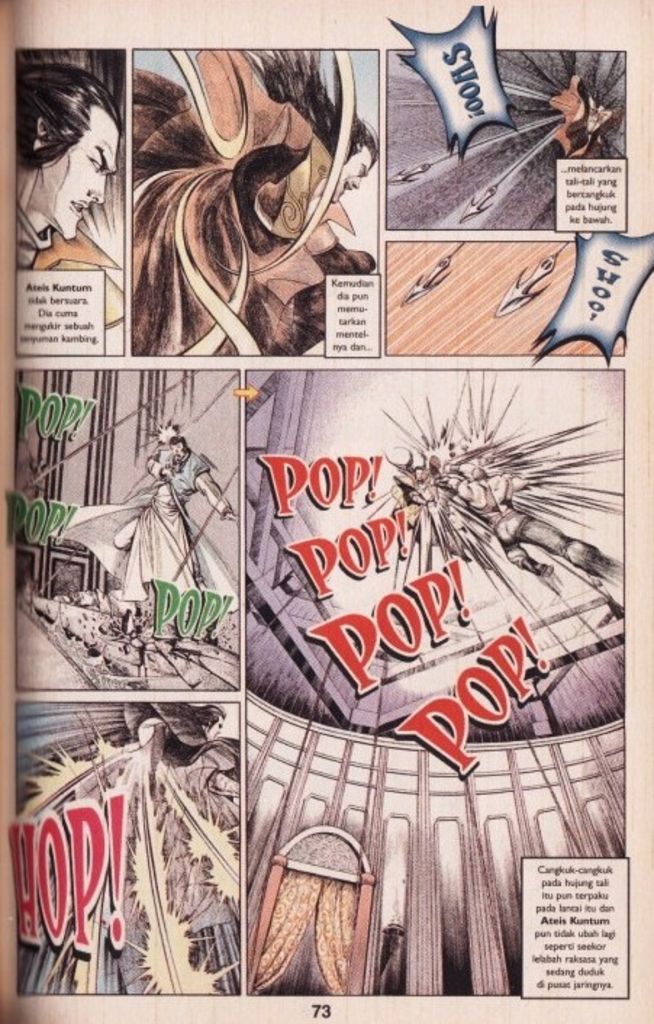 Ateis Kuntum
tidak bersuara.
Dia cuma
mengukir sebuah
senyuman kambing.
Kemudian
dia pun
memu-
tarkan
mentel-
nya dan...
SHOO!
...melancarkan
tali-tali yang
bercangkuk
pada hujung
ke bawah.
SHOO!
POP!
POP!
POP!
POP!
POP!
POP!
POP!
HOP!
Cangkuk-cangkuk
pada hujung tali
itu pun terpaku
pada lantai itu dan
Ateis Kuntum
pun tidak ubah lagi
seperti seekor
lelabah raksasa yang
sedang duduk
di pusat jaringnya.
73